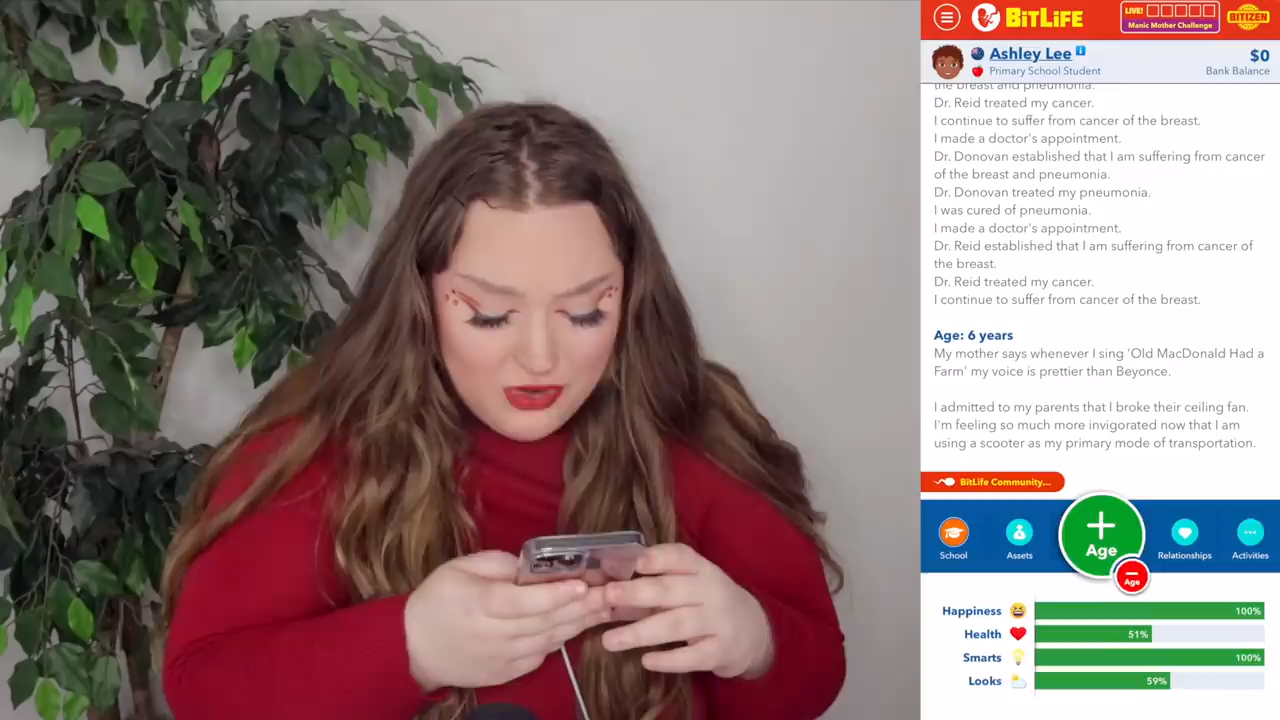 BITLIFE
LIVE!
Manic Mother Challenge
BITIZEN
Ashley Lee i
$0
Primary School Student
Bank Balance
the breast and pneumonia.
Dr. Reid treated my cancer.
I continue to suffer from cancer of the breast.
I made a doctor's appointment.
Dr. Donovan established that I am suffering from cancer
of the breast and pneumonia.
Dr. Donovan treated my pneumonia.
I was cured of pneumonia.
I made a doctor's appointment.
Dr. Reid established that I am suffering from cancer of
the breast.
Dr. Reid treated my cancer.
I continue to suffer from cancer of the breast.
Age: 6 years
My mother says whenever I sing 'Old MacDonald Had a
Farm' my voice is prettier than Beyonce.
I admitted to my parents that I broke their ceiling fan.
I'm feeling so much more invigorated now that I am
using a scooter as my primary mode of transportation.
BitLife Community...
School
Assets
+
Age
Relationships
Activities
−
Age
Happiness 100%
Health 51%
Smarts 100%
Looks 59%